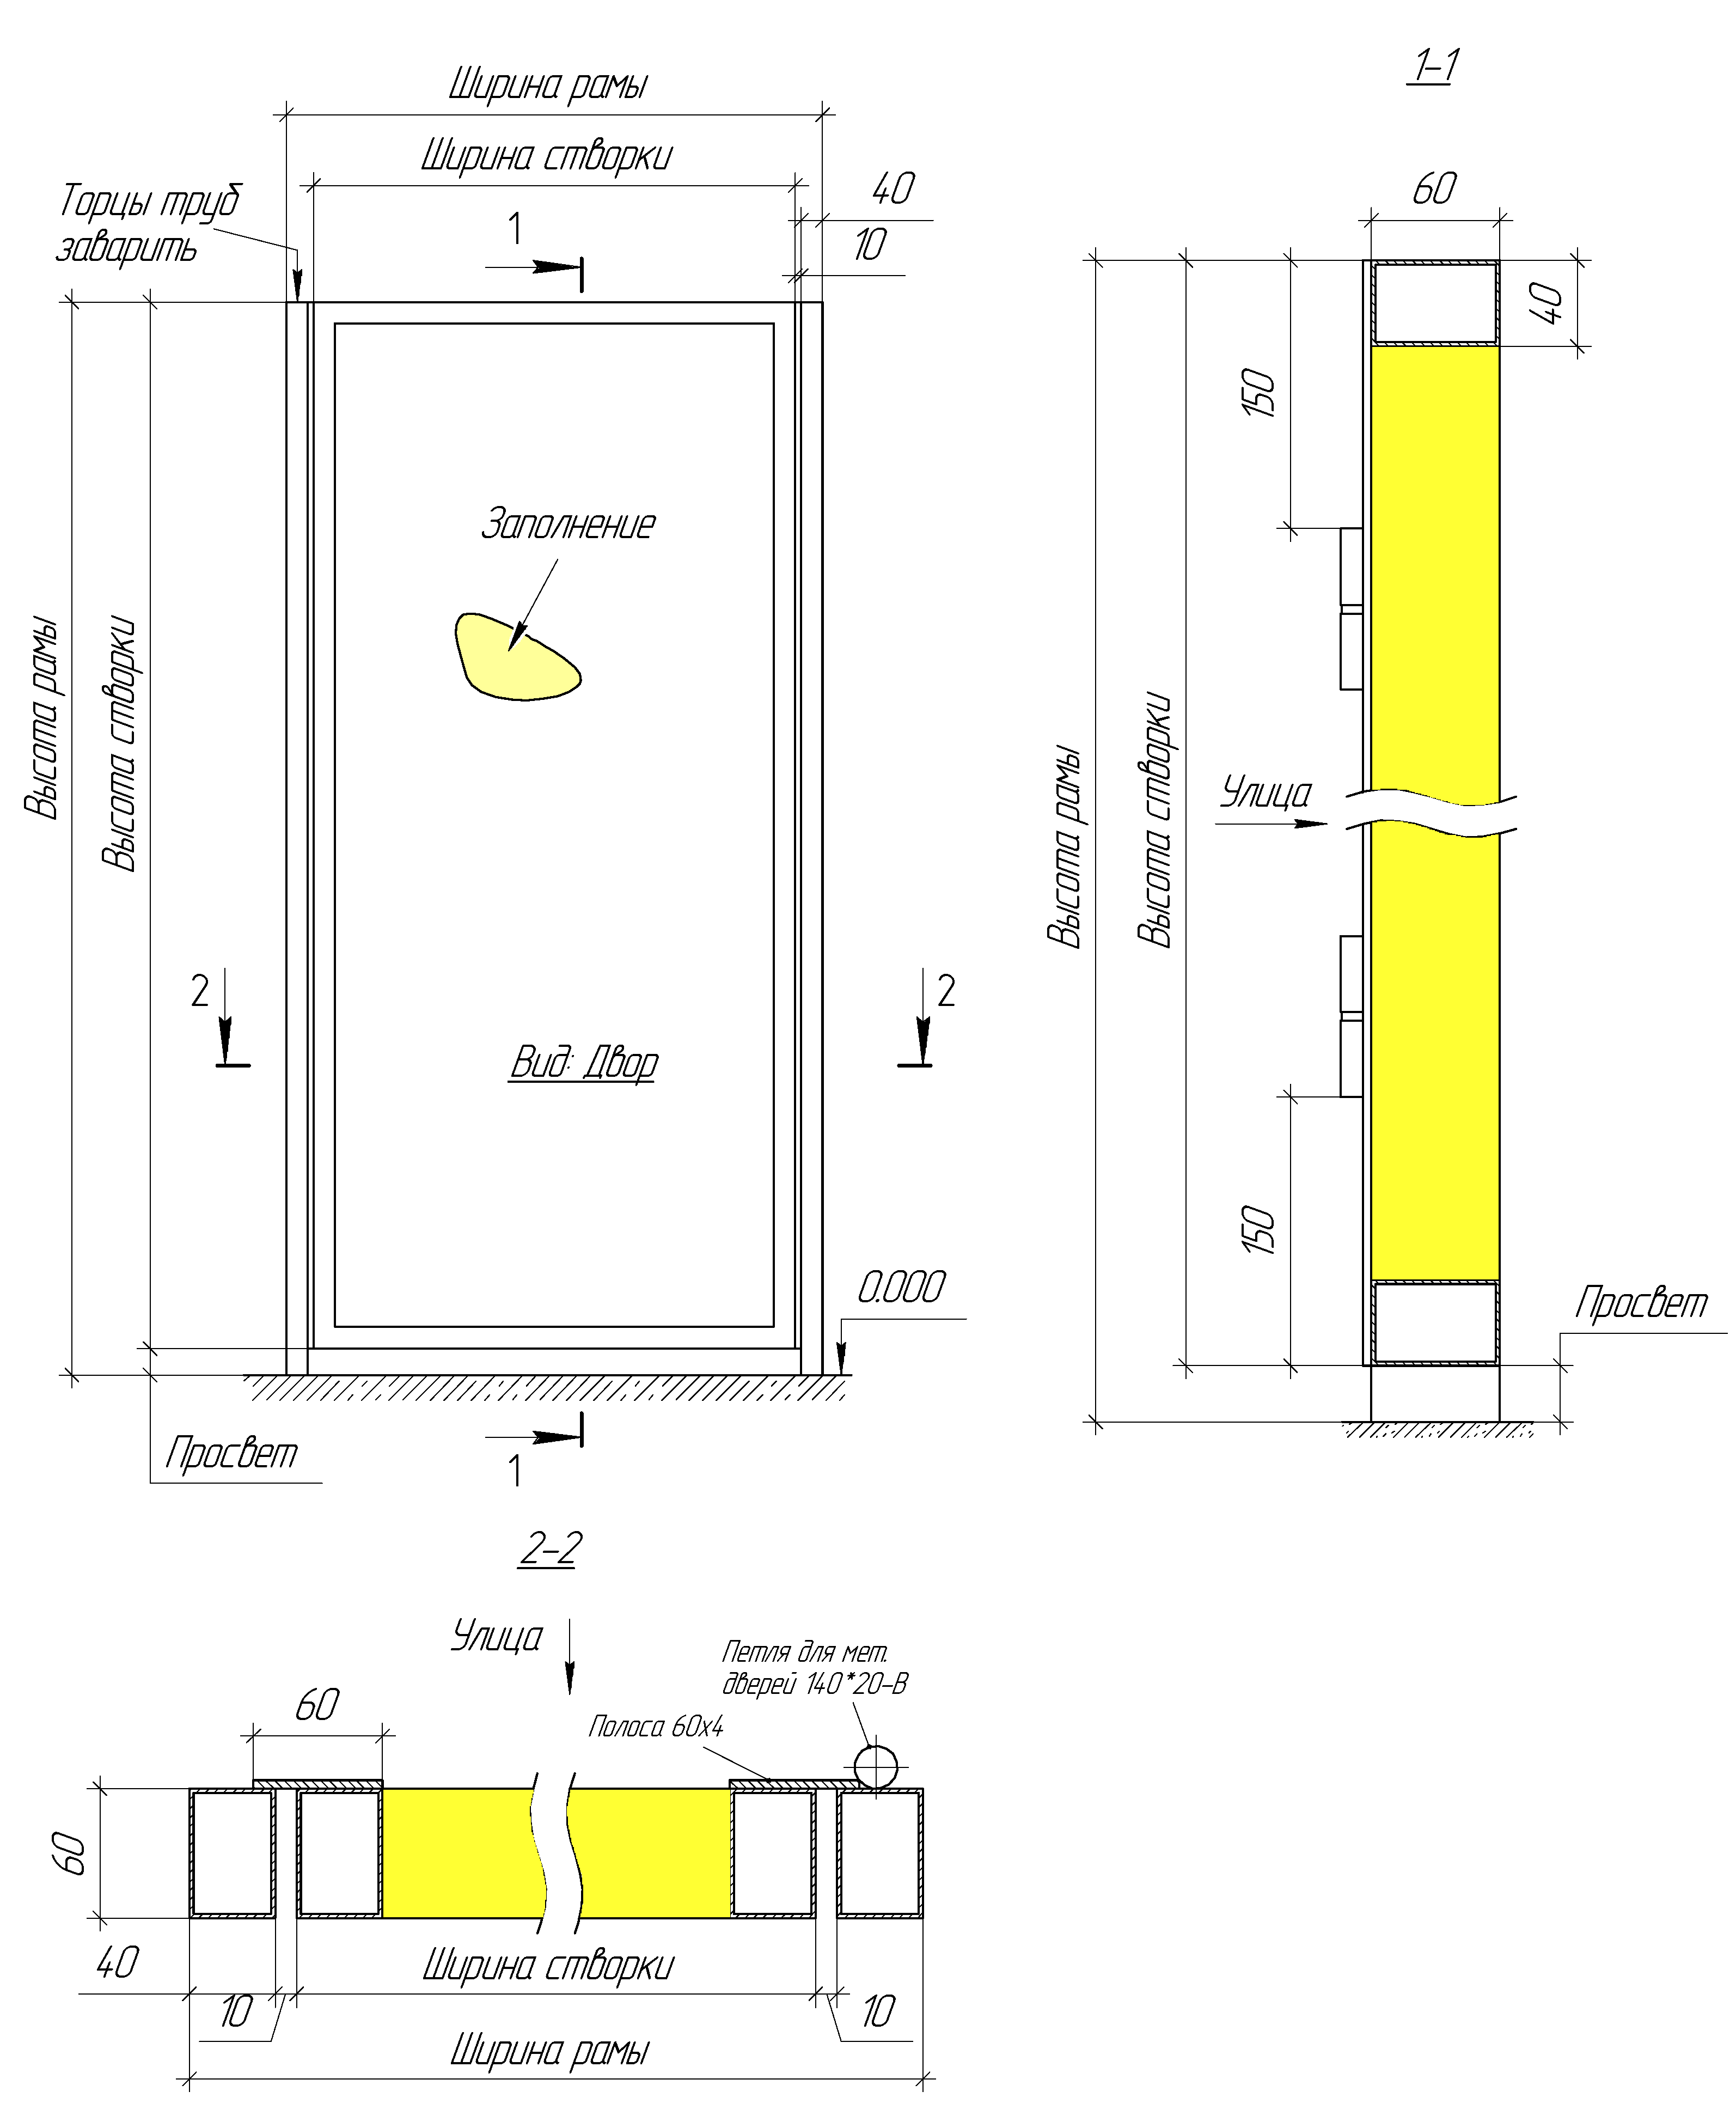 Ширина рамы
1-1
Ширина створки
Торцы труб
заварить
40
1
10
60
40
150
Заполнение
Высота рамы
Высота створки
Улица
Высота рамы
Высота створки
2
2
Вид: Двор
150
0.000
Просвет
Просвет
1
2-2
Улица
Петля для мет.
дверей 140*20-В
60
Полоса 60х4
60
40
Ширина створки
10
10
Ширина рамы